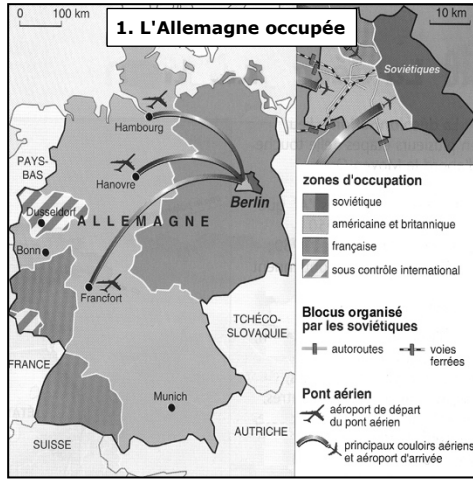 0 100 km
1. L'Allemagne occupée
10 km
Soviétiques
Hambourg
PAYS-
BAS
Hanovre
Berlin
Dusseldorf
ALLEMAGNE
Bonn
Francfort
TCHÉCO-
SLOVAQUIE
FRANCE
Munich
SUISSE
AUTRICHE
zones d'occupation
soviétique
américaine et britannique
française
sous contrôle international
Blocus organisé
par les soviétiques
autoroutes
voies
ferrées
Pont aérien
aéroport de départ
du pont aérien
principaux couloirs aériens
et aéroport d'arrivée